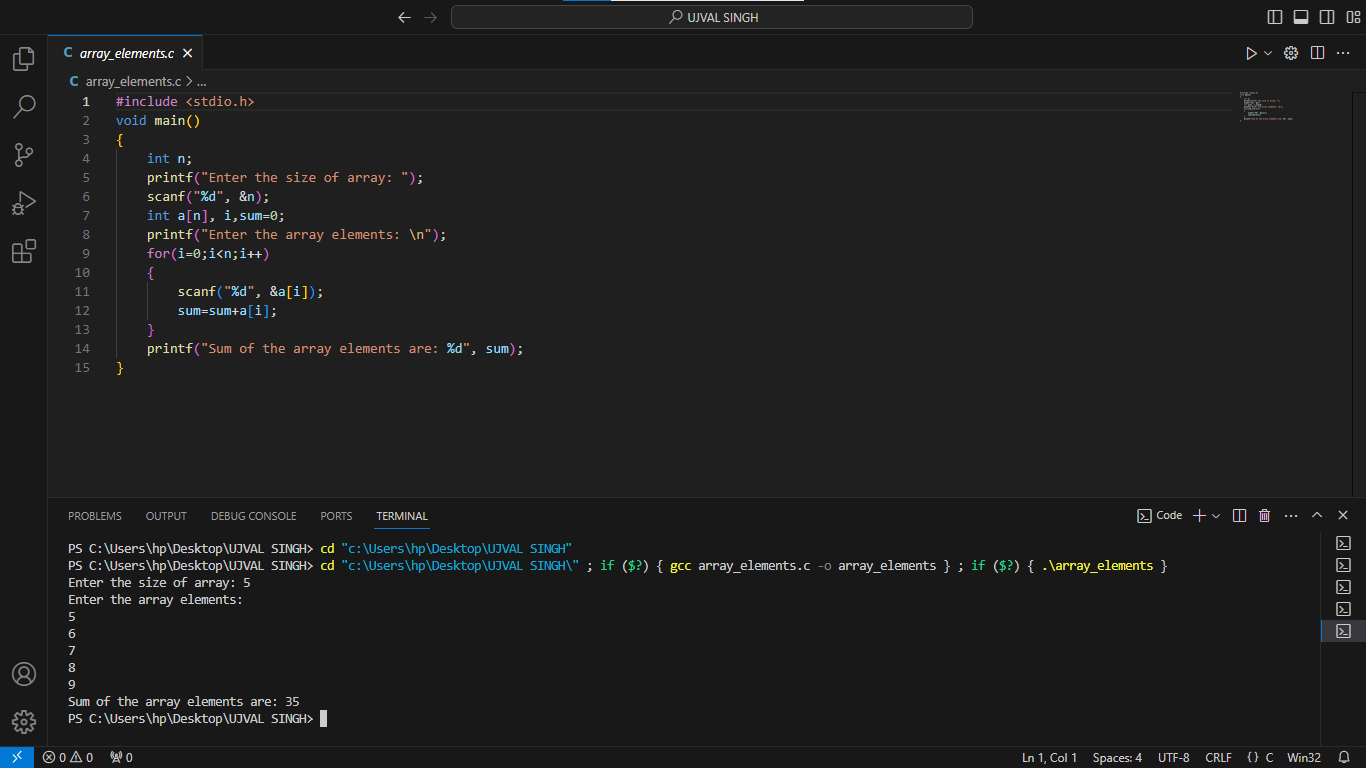 UJVAL SINGH
C array_elements.c
C array_elements.c > ...
1 #include <stdio.h>
2 void main()
3 {
4     int n;
5     printf("Enter the size of array: ");
6     scanf("%d", &n);
7     int a[n], i,sum=0;
8     printf("Enter the array elements: \n");
9     for(i=0;i<n;i++)
10     {
11         scanf("%d", &a[i]);
12         sum=sum+a[i];
13     }
14     printf("Sum of the array elements are: %d", sum);
15 }
PROBLEMS OUTPUT DEBUG CONSOLE PORTS TERMINAL Code
PS C:\Users\hp\Desktop\UJVAL SINGH> cd "c:\Users\hp\Desktop\UJVAL SINGH"
PS C:\Users\hp\Desktop\UJVAL SINGH> cd "c:\Users\hp\Desktop\UJVAL SINGH\" ; if ($?) { gcc array_elements.c -o array_elements } ; if ($?) { .\array_elements }
Enter the size of array: 5
Enter the array elements:
5
6
7
8
9
Sum of the array elements are: 35
PS C:\Users\hp\Desktop\UJVAL SINGH>
0 0 0 Ln 1, Col 1 Spaces: 4 UTF-8 CRLF {} C Win32